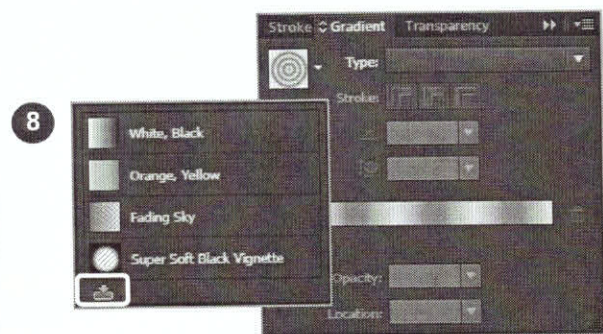 Stroke Gradient Transparency
Type:
Stroke:
8
White, Black
Orange, Yellow
Fading Sky
Super Soft Black Vignette
Opacity:
Location: